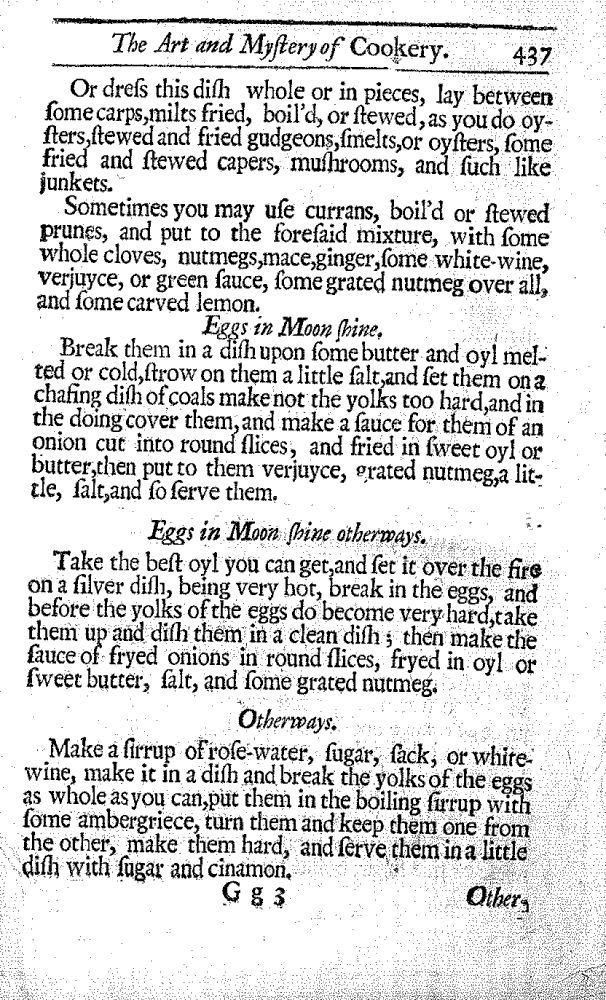 The Art and Myſtery of Cookery. 437
Or dreſs this diſh whole or in pieces, lay between
ſome carps,milts fried, boil'd, or ſtewed, as you do oy-
ſters,ſtewed and fried gudgeons,ſmelts,or oyſters, ſome
fried and ſtewed capers, muſhrooms, and ſuch like
junkets.
Sometimes you may uſe currans, boil'd or ſtewed
prunes, and put to the foreſaid mixture, with ſome
whole cloves, nutmegs,mace,ginger,ſome white-wine,
verjuyce, or green ſauce, ſome grated nutmeg over all,
and ſome carved lemon.
Eggs in Moon ſhine.
Break them in a diſh upon ſome butter and oyl mel-
ted or cold,ſtrow on them a little ſalt,and ſet them on a
chafing diſh of coals make not the yolks too hard,and in
the doing cover them,and make a ſauce for them of an
onion cut into round ſlices, and fried in ſweet oyl or
butter,then put to them verjuyce, grated nutmeg,a lit-
tle, ſalt,and ſo ſerve them.
Eggs in Moon ſhine otherways.
Take the beſt oyl you can get,and ſet it over the fire
on a ſilver diſh, being very hot, break in the eggs, and
before the yolks of the eggs do become very hard,take
them up and diſh them in a clean diſh ; then make the
ſauce of fryed onions in round ſlices, fryed in oyl or
ſweet butter, ſalt, and ſome grated nutmeg.
Otherways.
Make a ſirrup of roſe-water, ſugar, ſack, or white-
wine, make it in a diſh and break the yolks of the eggs
as whole as you can,put them in the boiling ſirrup with
ſome ambergriece, turn them and keep them one from
the other, make them hard, and ſerve them in a little
diſh with ſugar and cinamon.
G g 3 Other-